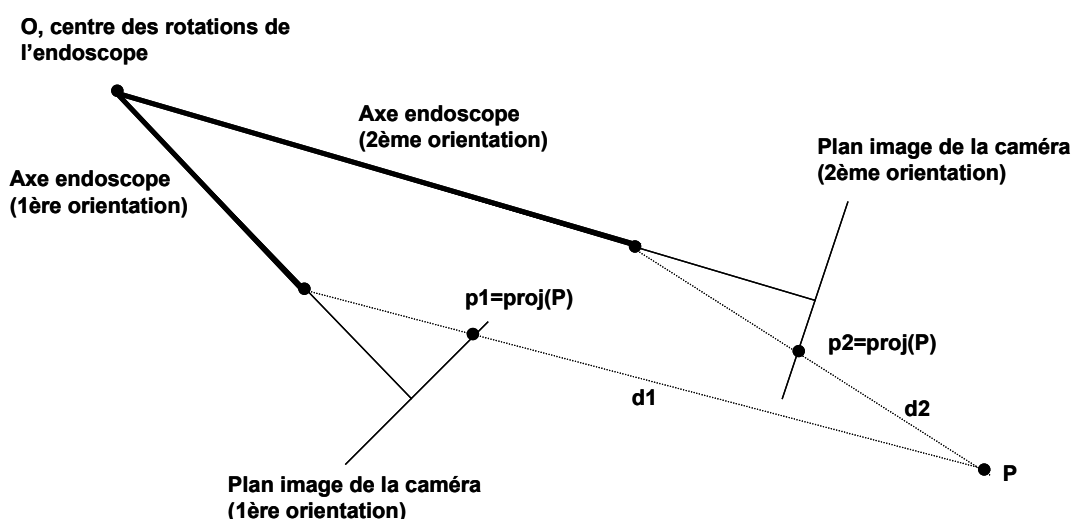 O, centre des rotations de
l'endoscope
Axe endoscope
(2ème orientation)
Plan image de la caméra
(2ème orientation)
Axe endoscope
(1ère orientation)
p1=proj(P)
p2=proj(P)
d1
d2
P
Plan image de la caméra
(1ère orientation)